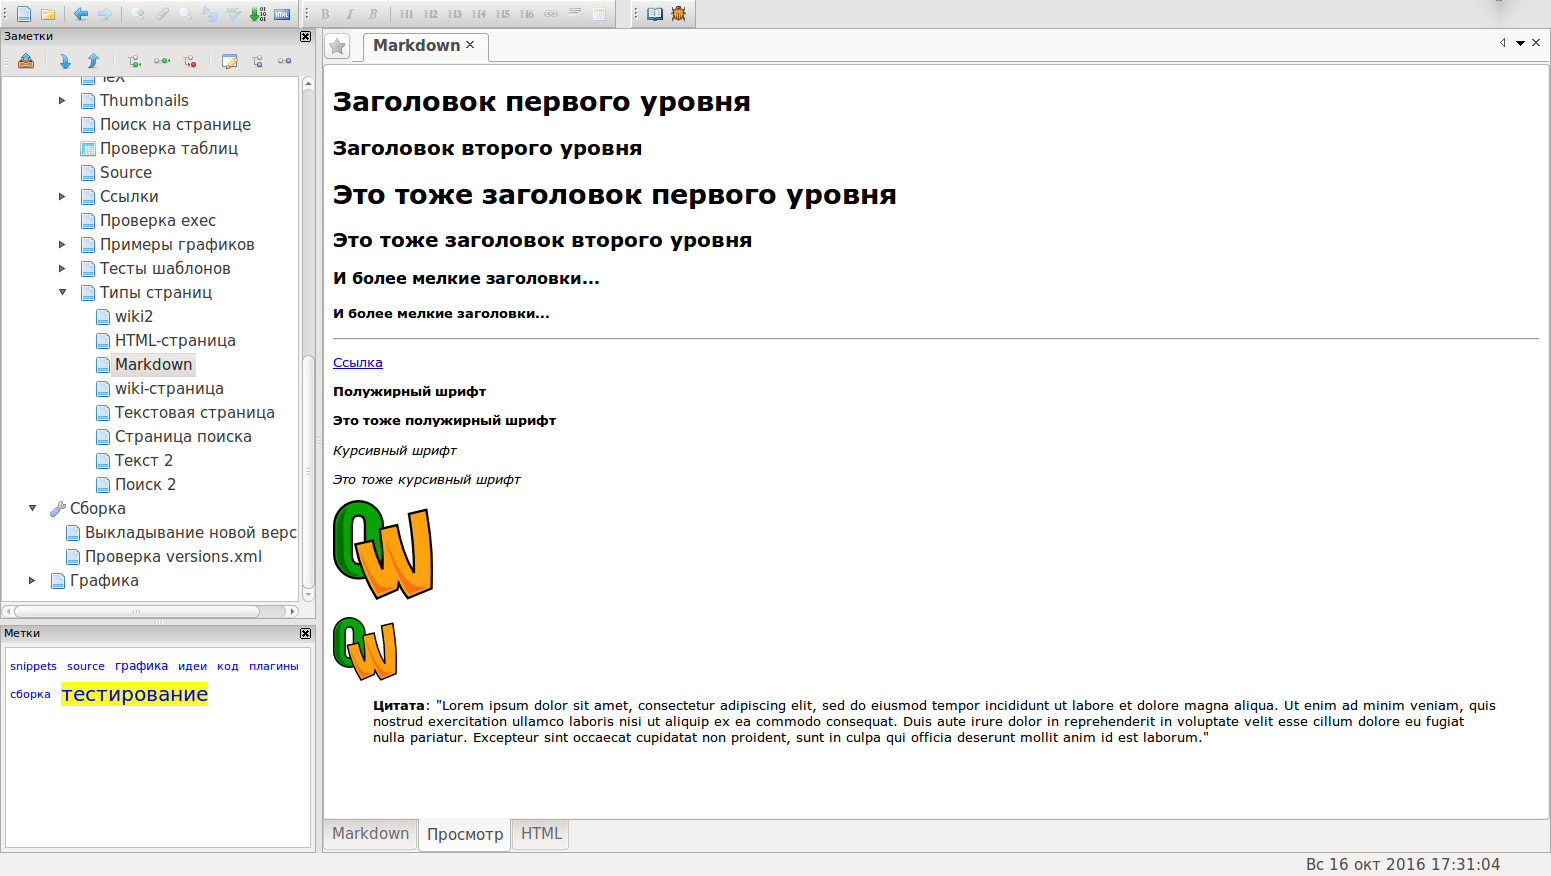 B I B H1 H2 H3 H4 H5 H6
Заметки
TeX
Thumbnails
Поиск на странице
Проверка таблиц
Source
Ссылки
Проверка exec
Примеры графиков
Тесты шаблонов
Типы страниц
wiki2
HTML-страница
Markdown
wiki-страница
Текстовая страница
Страница поиска
Текст 2
Поиск 2
Сборка
Выкладывание новой верс
Проверка versions.xml
Графика
Метки
snippets source графика идеи код плагины
сборка тестирование
Markdown
Заголовок первого уровня
Заголовок второго уровня
Это тоже заголовок первого уровня
Это тоже заголовок второго уровня
И более мелкие заголовки...
И более мелкие заголовки...
Ссылка
Полужирный шрифт
Это тоже полужирный шрифт
Курсивный шрифт
Это тоже курсивный шрифт
OW
OW
Цитата: "Lorem ipsum dolor sit amet, consectetur adipiscing elit, sed do eiusmod tempor incididunt ut labore et dolore magna aliqua. Ut enim ad minim veniam, quis
nostrud exercitation ullamco laboris nisi ut aliquip ex ea commodo consequat. Duis aute irure dolor in reprehenderit in voluptate velit esse cillum dolore eu fugiat
nulla pariatur. Excepteur sint occaecat cupidatat non proident, sunt in culpa qui officia deserunt mollit anim id est laborum."
Markdown Просмотр HTML
Вс 16 окт 2016 17:31:04